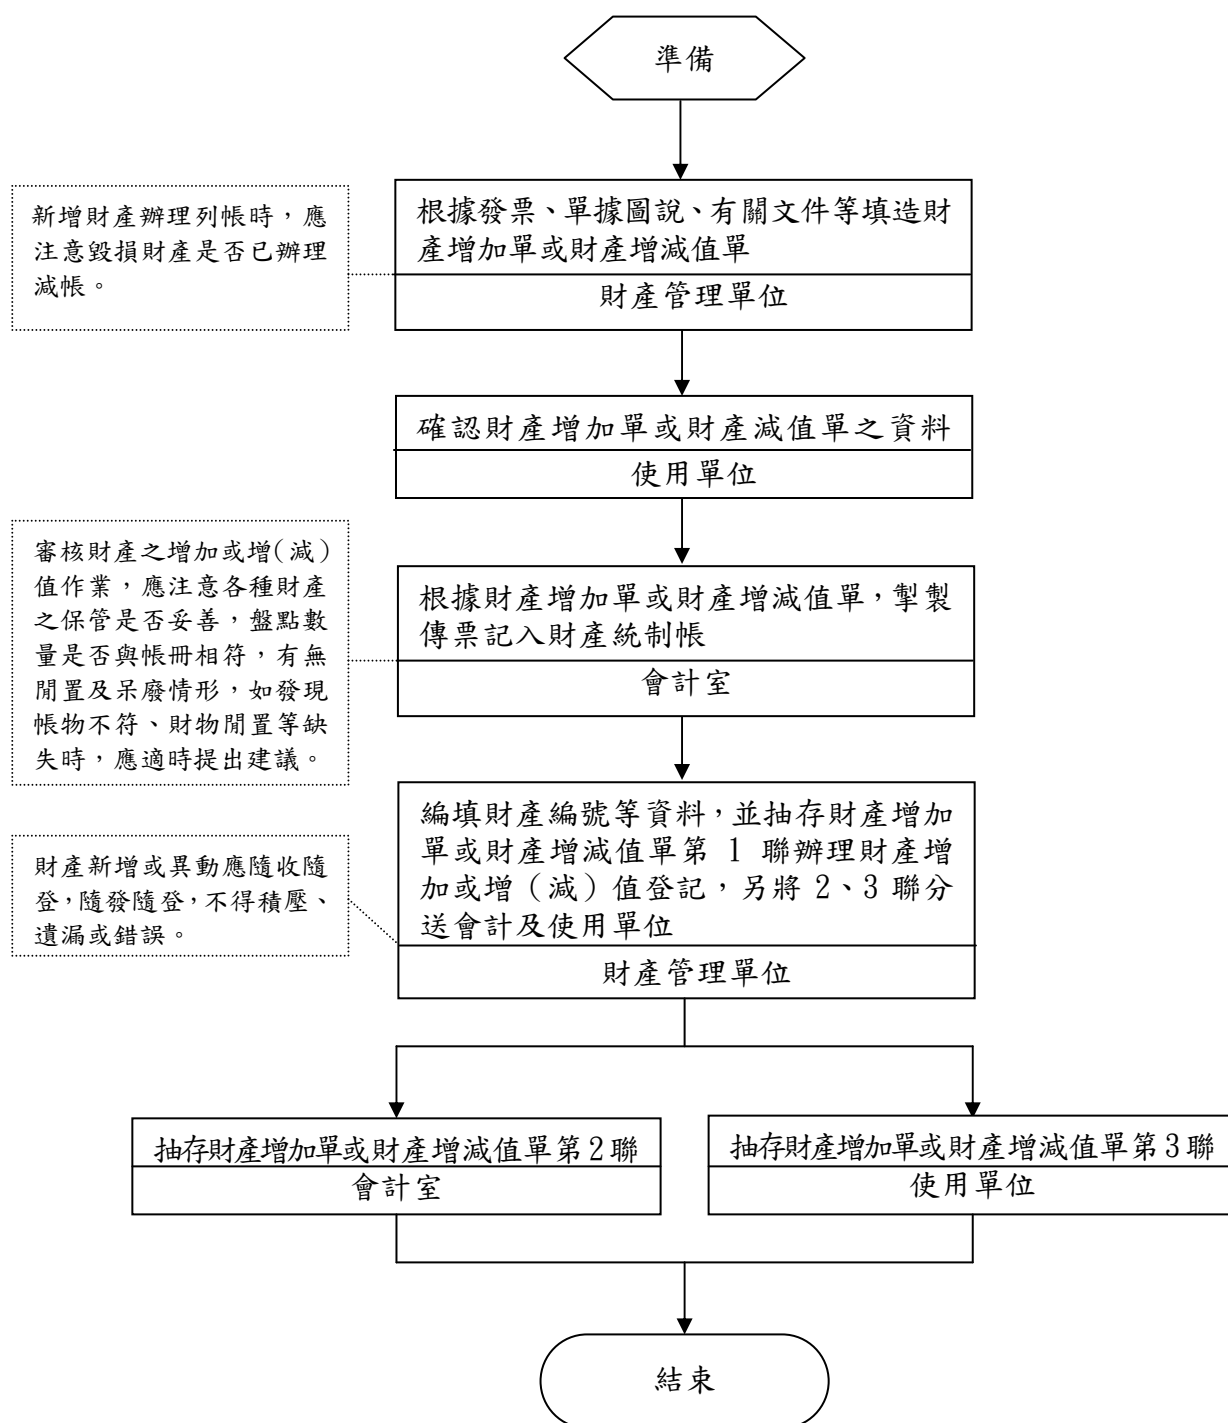 準備
新增財產辦理列帳時，應
注意毀損財產是否已辦理
減帳。
根據發票、單據圖說、有關文件等填造財
產增加單或財產增減值單
財產管理單位
確認財產增加單或財產減值單之資料
使用單位
審核財產之增加或增(減)
值作業，應注意各種財產
之保管是否妥善，盤點數
量是否與帳冊相符，有無
閒置及呆廢情形，如發現
帳物不符、財物閒置等缺
失時，應適時提出建議。
根據財產增加單或財產增減值單，掣製
傳票記入財產統制帳
會計室
財產新增或異動應隨收隨
登，隨發隨登，不得積壓、
遺漏或錯誤。
編填財產編號等資料，並抽存財產增加
單或財產增減值單第 1 聯辦理財產增
加或增（減）值登記，另將 2、3 聯分
送會計及使用單位
財產管理單位
抽存財產增加單或財產增減值單第2聯
會計室
抽存財產增加單或財產增減值單第3聯
使用單位
結束